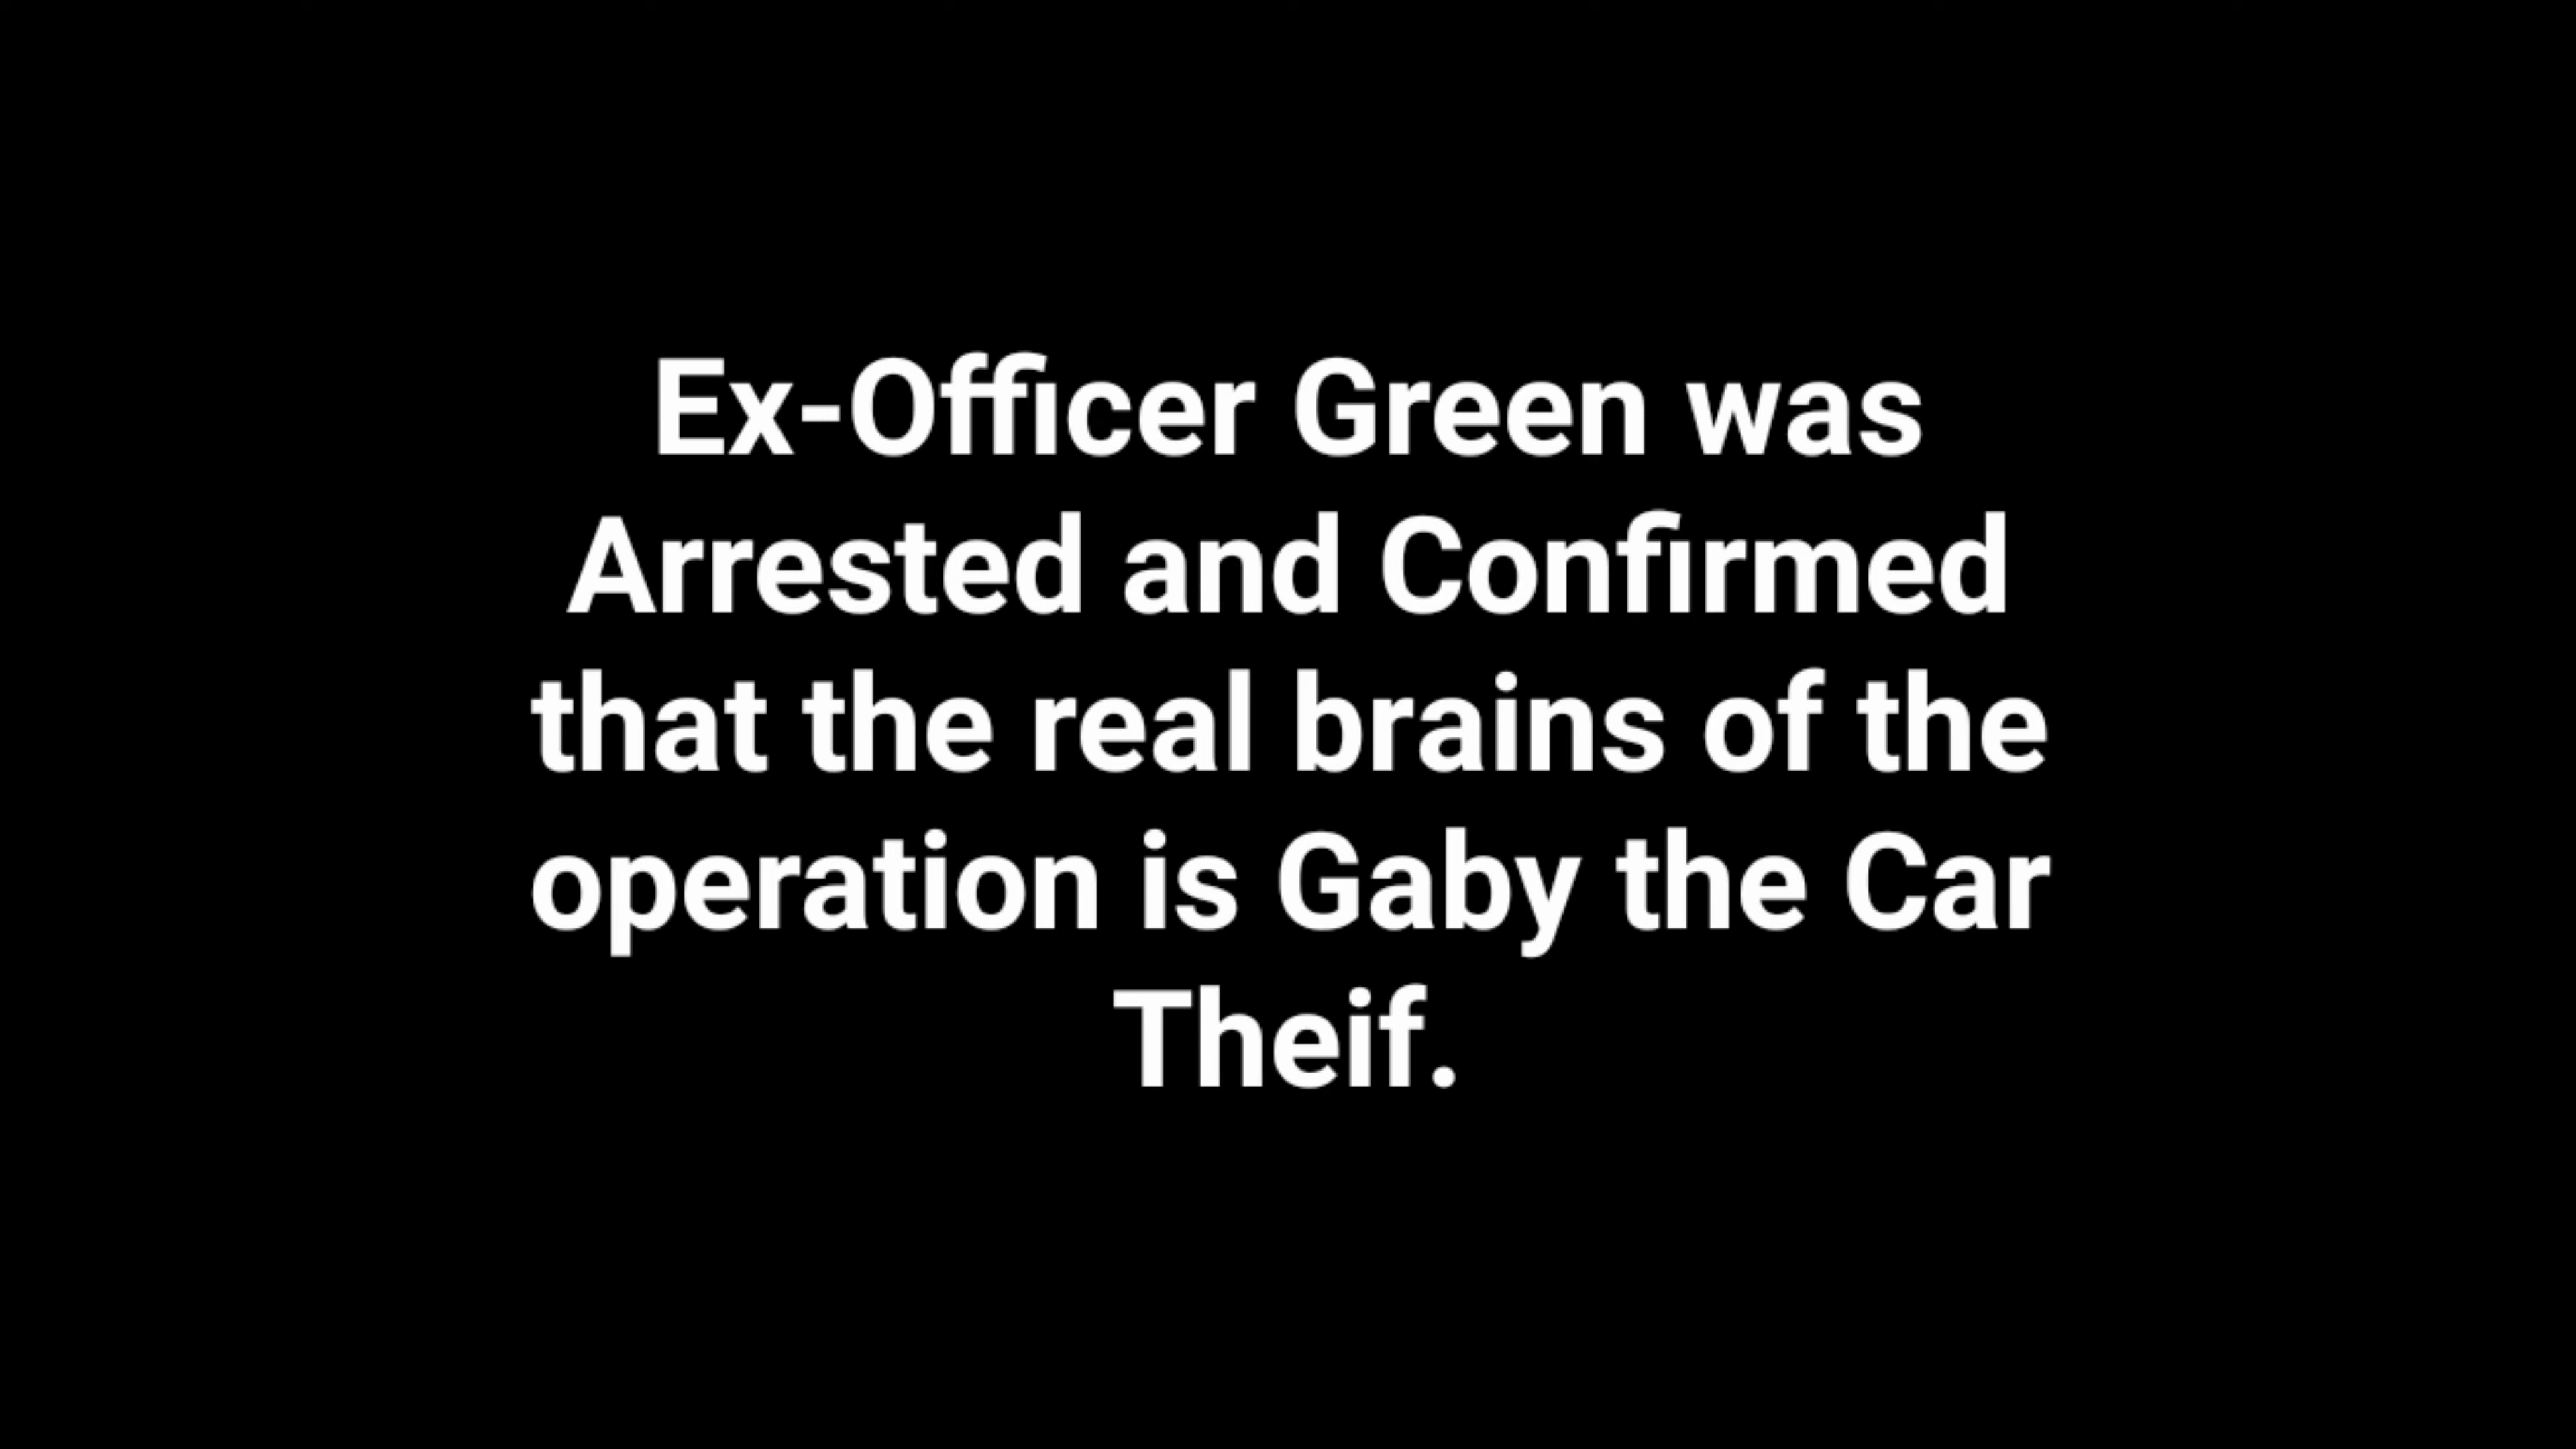 Ex-Officer Green was
Arrested and Confirmed
that the real brains of the
operation is Gaby the Car
Theif.